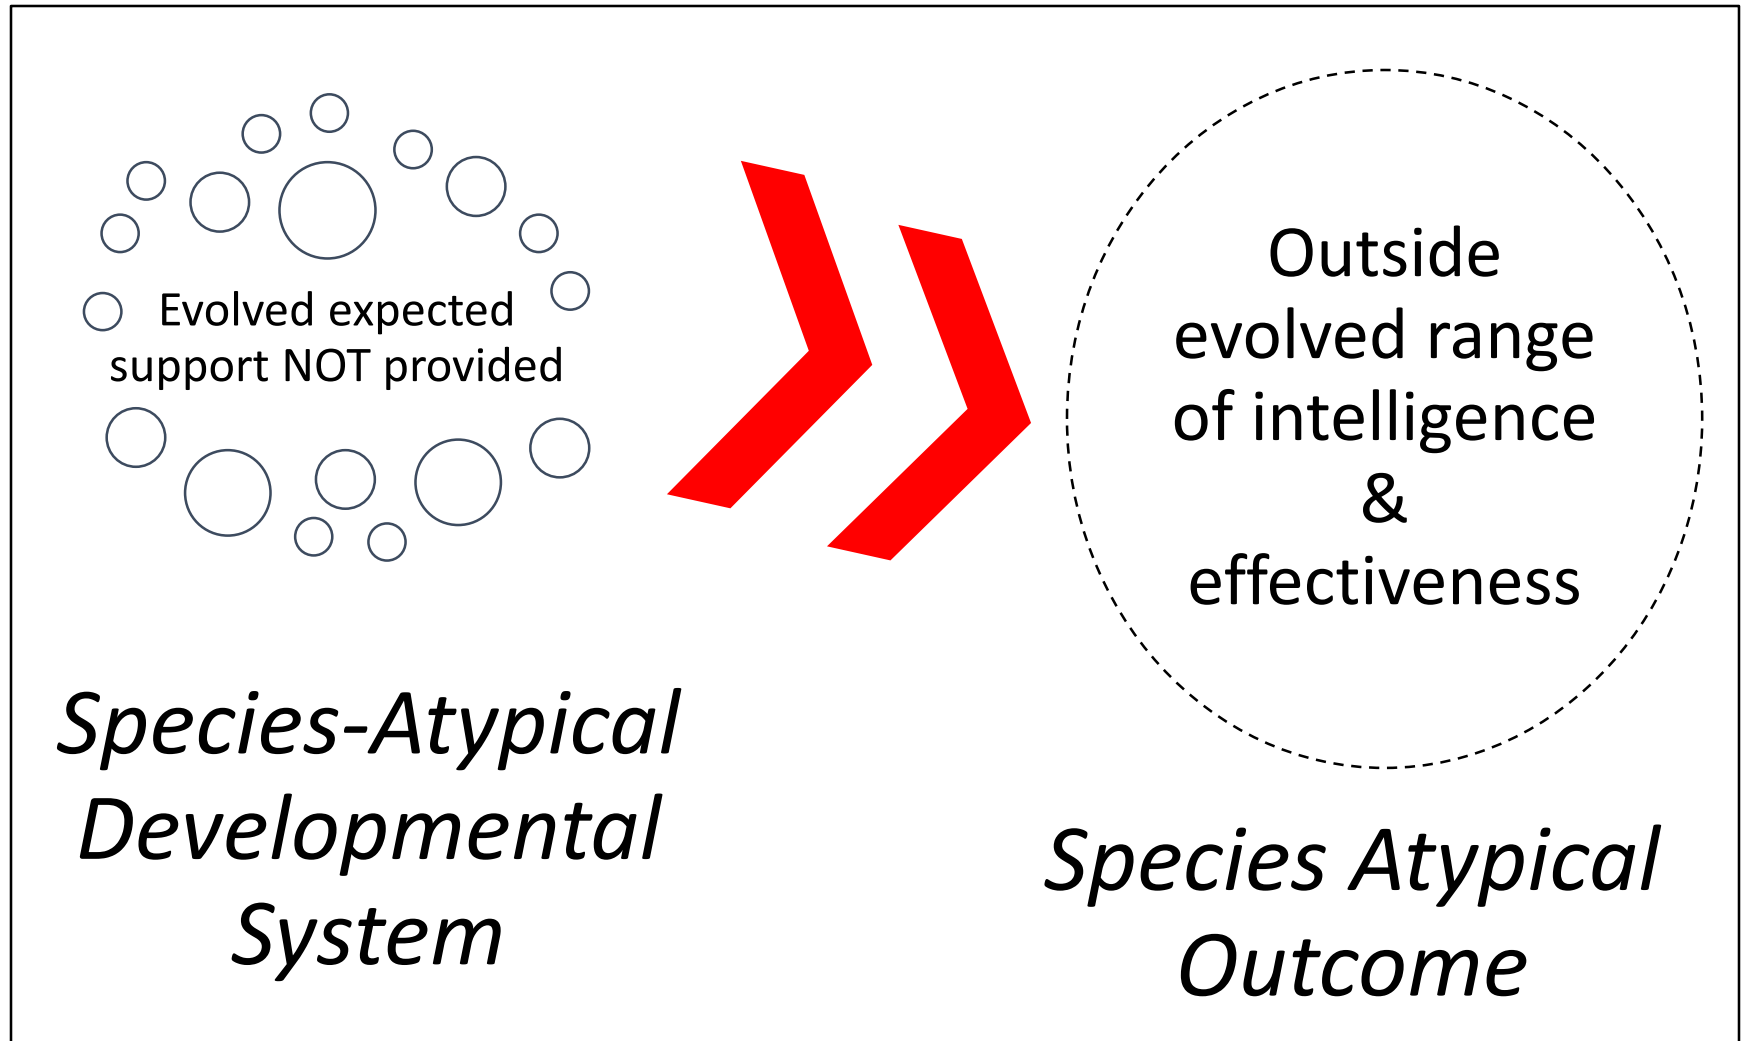 Evolved expected
support NOT provided
Species-Atypical
Developmental
System
Outside
evolved range
of intelligence
&
effectiveness
Species Atypical
Outcome